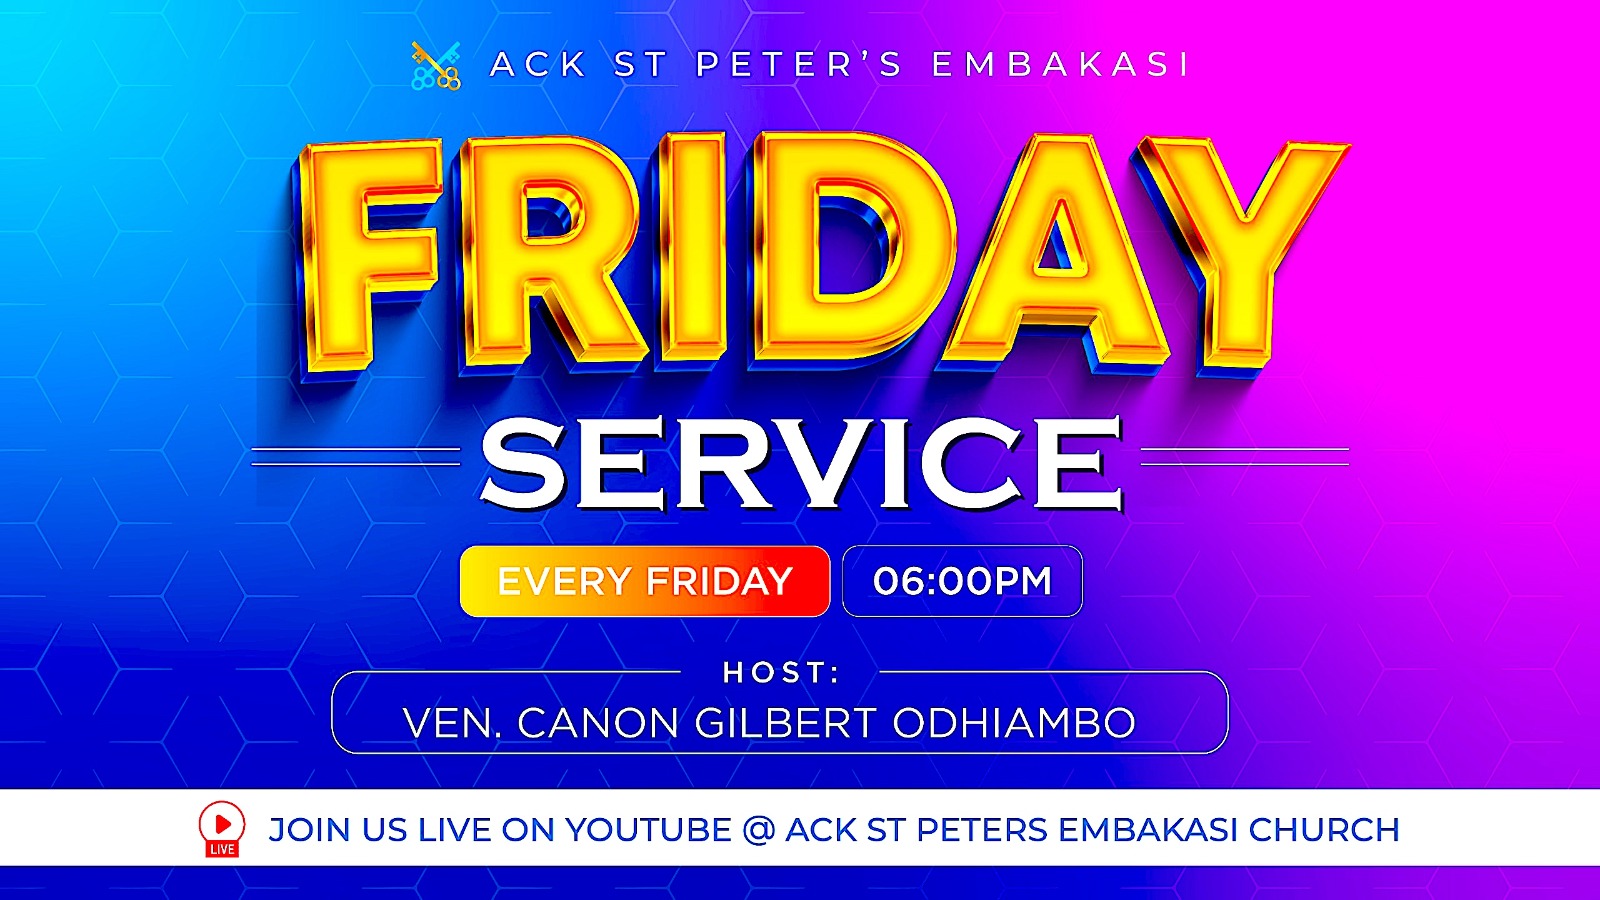 ACK ST PETER'S EMBAKASI
FRIDAY
SERVICE
EVERY FRIDAY
06:00PM
HOST:
VEN. CANON GILBERT ODHIAMBO
LIVE
JOIN US LIVE ON YOUTUBE @ ACK ST PETERS EMBAKASI CHURCH